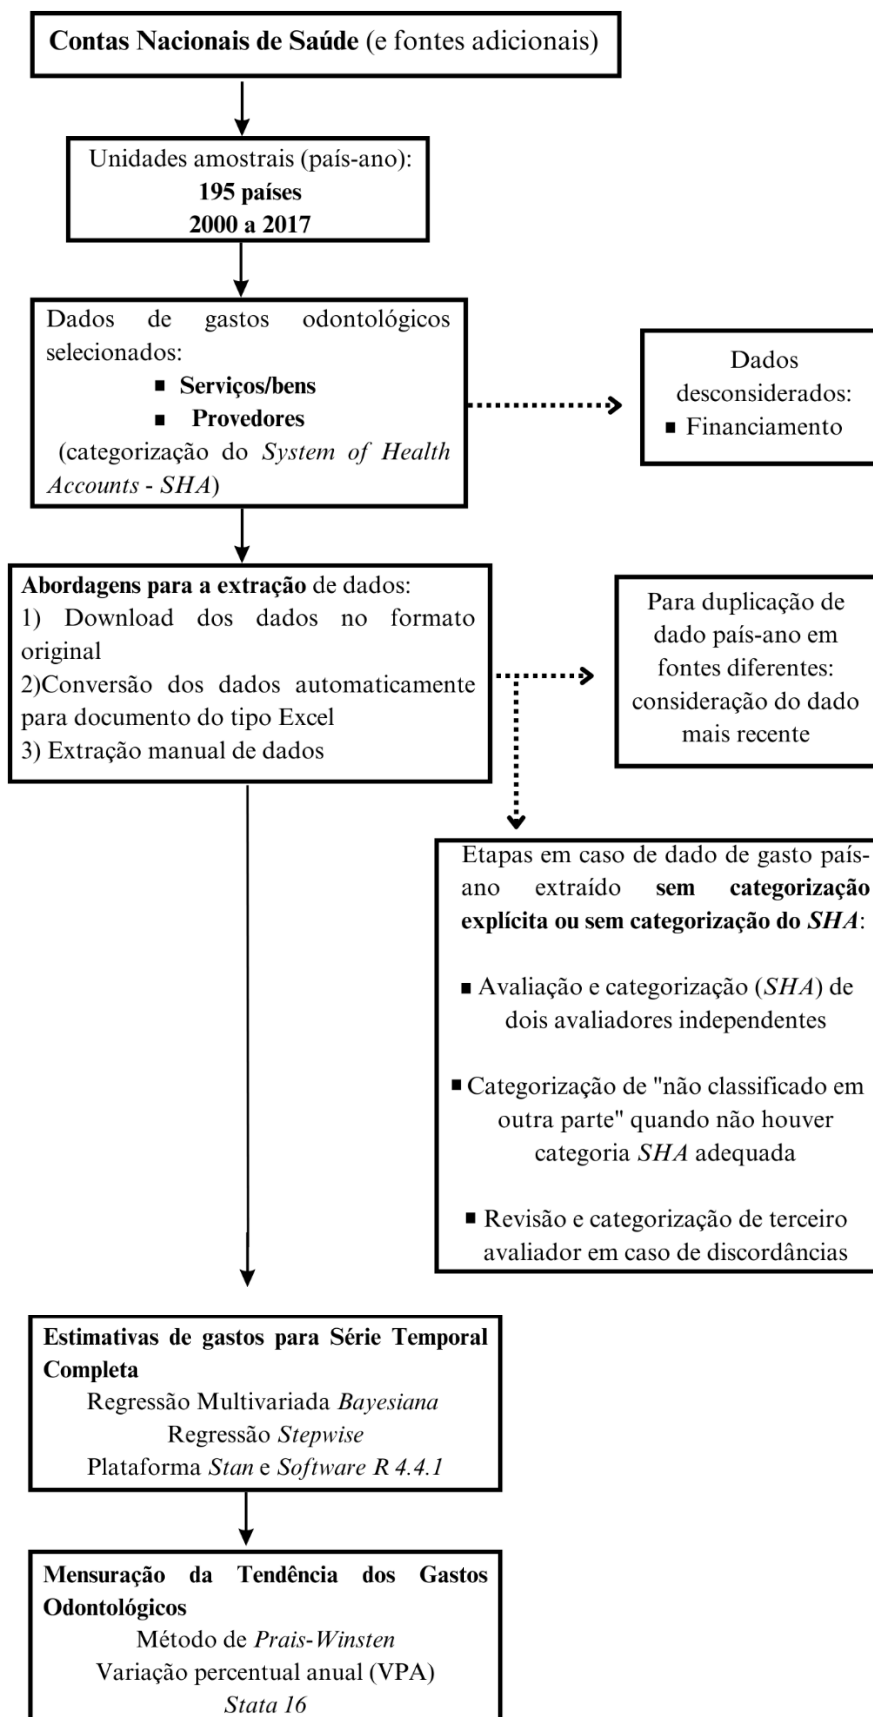 Contas Nacionais de Saúde (e fontes adicionais)
Unidades amostrais (país-ano):
195 países
2000 a 2017
Dados de gastos odontológicos
selecionados:
▪ Serviços/bens
▪ Provedores
(categorização do System of Health
Accounts - SHA)
Dados
desconsiderados:
▪ Financiamento
Abordagens para a extração de dados:
1) Download dos dados no formato
original
2)Conversão dos dados automaticamente
para documento do tipo Excel
3) Extração manual de dados
Para duplicação de
dado país-ano em
fontes diferentes:
consideração do dado
mais recente
Etapas em caso de dado de gasto país-
ano extraído sem categorização
explícita ou sem categorização do SHA:
▪ Avaliação e categorização (SHA) de
dois avaliadores independentes
▪ Categorização de "não classificado em
outra parte" quando não houver
categoria SHA adequada
▪ Revisão e categorização de terceiro
avaliador em caso de discordâncias
Estimativas de gastos para Série Temporal
Completa
Regressão Multivariada Bayesiana
Regressão Stepwise
Plataforma Stan e Software R 4.4.1
Mensuração da Tendência dos Gastos
Odontológicos
Método de Prais-Winsten
Variação percentual anual (VPA)
Stata 16